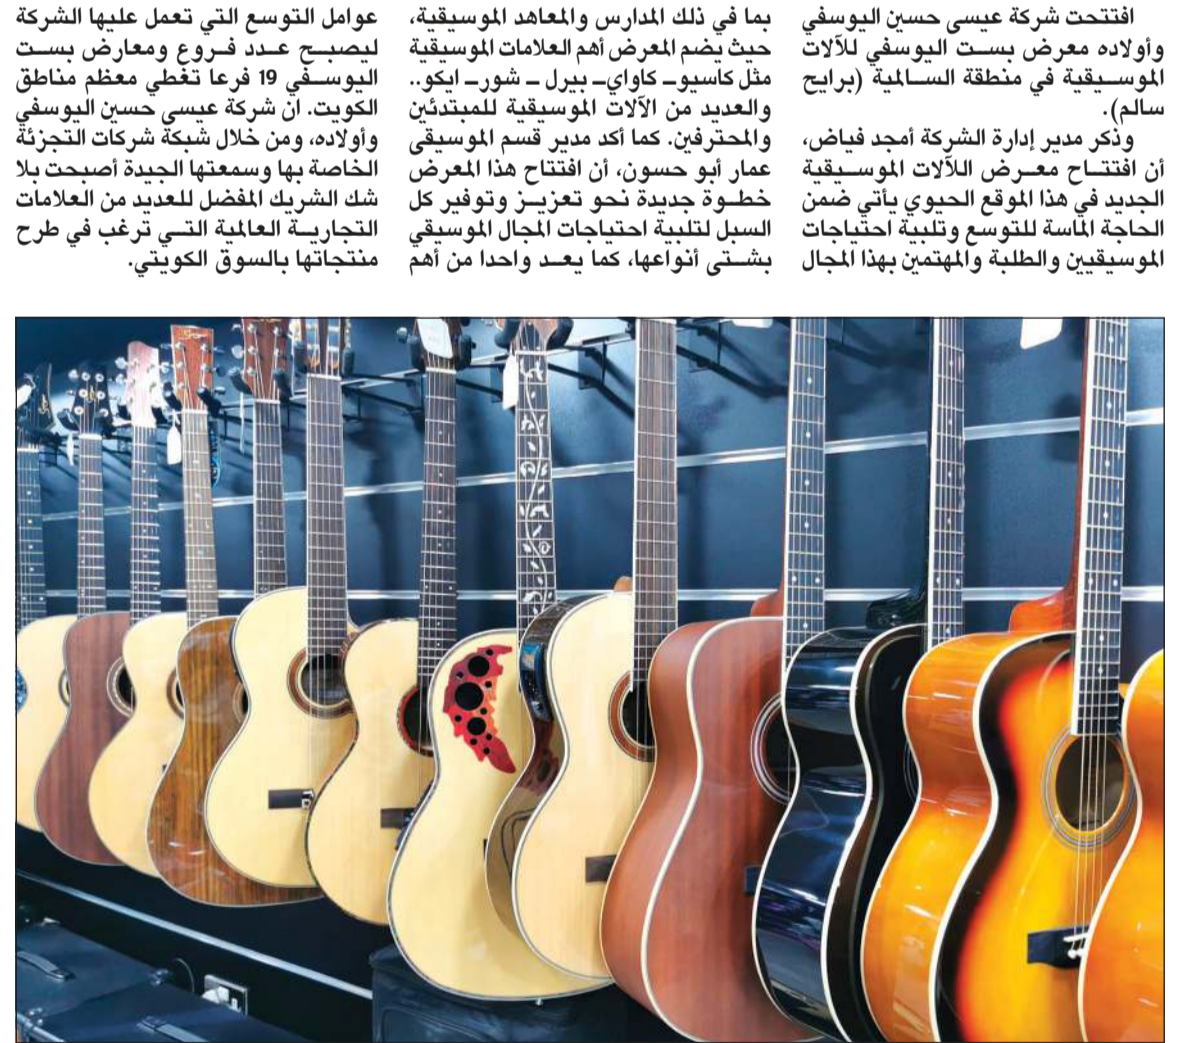 افتتحت شركة عيسى حسين اليوسفي
وأولاده معرض بست اليوسفي للآلات
الموسيقية في منطقة السالمية (برايح
سالم).
وذكر مدير إدارة الشركة أمجد فياض،
أن افتتاح معرض اللآلات الموسيقية
الجديد في هذا الموقع الحيوي يأتي ضمن
الحاجة الماسة للتوسع وتلبية احتياجات
الموسيقيين والطلبة والمهتمين بهذا المجال
بما في ذلك المدارس والمعاهد الموسيقية،
حيث يضم المعرض أهم العلامات الموسيقية
مثل كاسيو– كاواي– بيرل – شور– ايكو..
والعديد من الآلات الموسيقية للمبتدئين
والمحترفين. كما أكد مدير قسم الموسيقى
عمار أبو حسون، أن افتتاح هذا المعرض
خطوة جديدة نحو تعزيز وتوفير كل
السبل لتلبية احتياجات المجال الموسيقي
بشتى أنواعها، كما يعد واحدا من أهم
عوامل التوسع التي تعمل عليها الشركة
ليصبح عدد فروع ومعارض بست
اليوسفي 19 فرعا تغطي معظم مناطق
الكويت. ان شركة عيسى حسين اليوسفي
وأولاده، ومن خلال شبكة شركات التجزئة
الخاصة بها وسمعتها الجيدة أصبحت بلا
شك الشريك المفضل للعديد من العلامات
التجارية العالمية التي ترغب في طرح
منتجاتها بالسوق الكويتي.